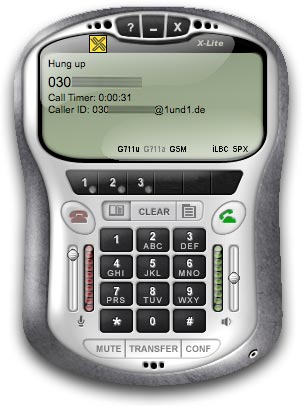 ? – X
X-Lite
Hung up
030
Call Timer: 0:00:31
Caller ID: 030 @1und1.de
G711u G711a GSM iLBC SPX
1 2 3
CLEAR
1 2 3
ABC DEF
4 5 6
GHI JKL MNO
7 8 9
PRS TUV WXY
* 0 #
MUTE TRANSFER CONF